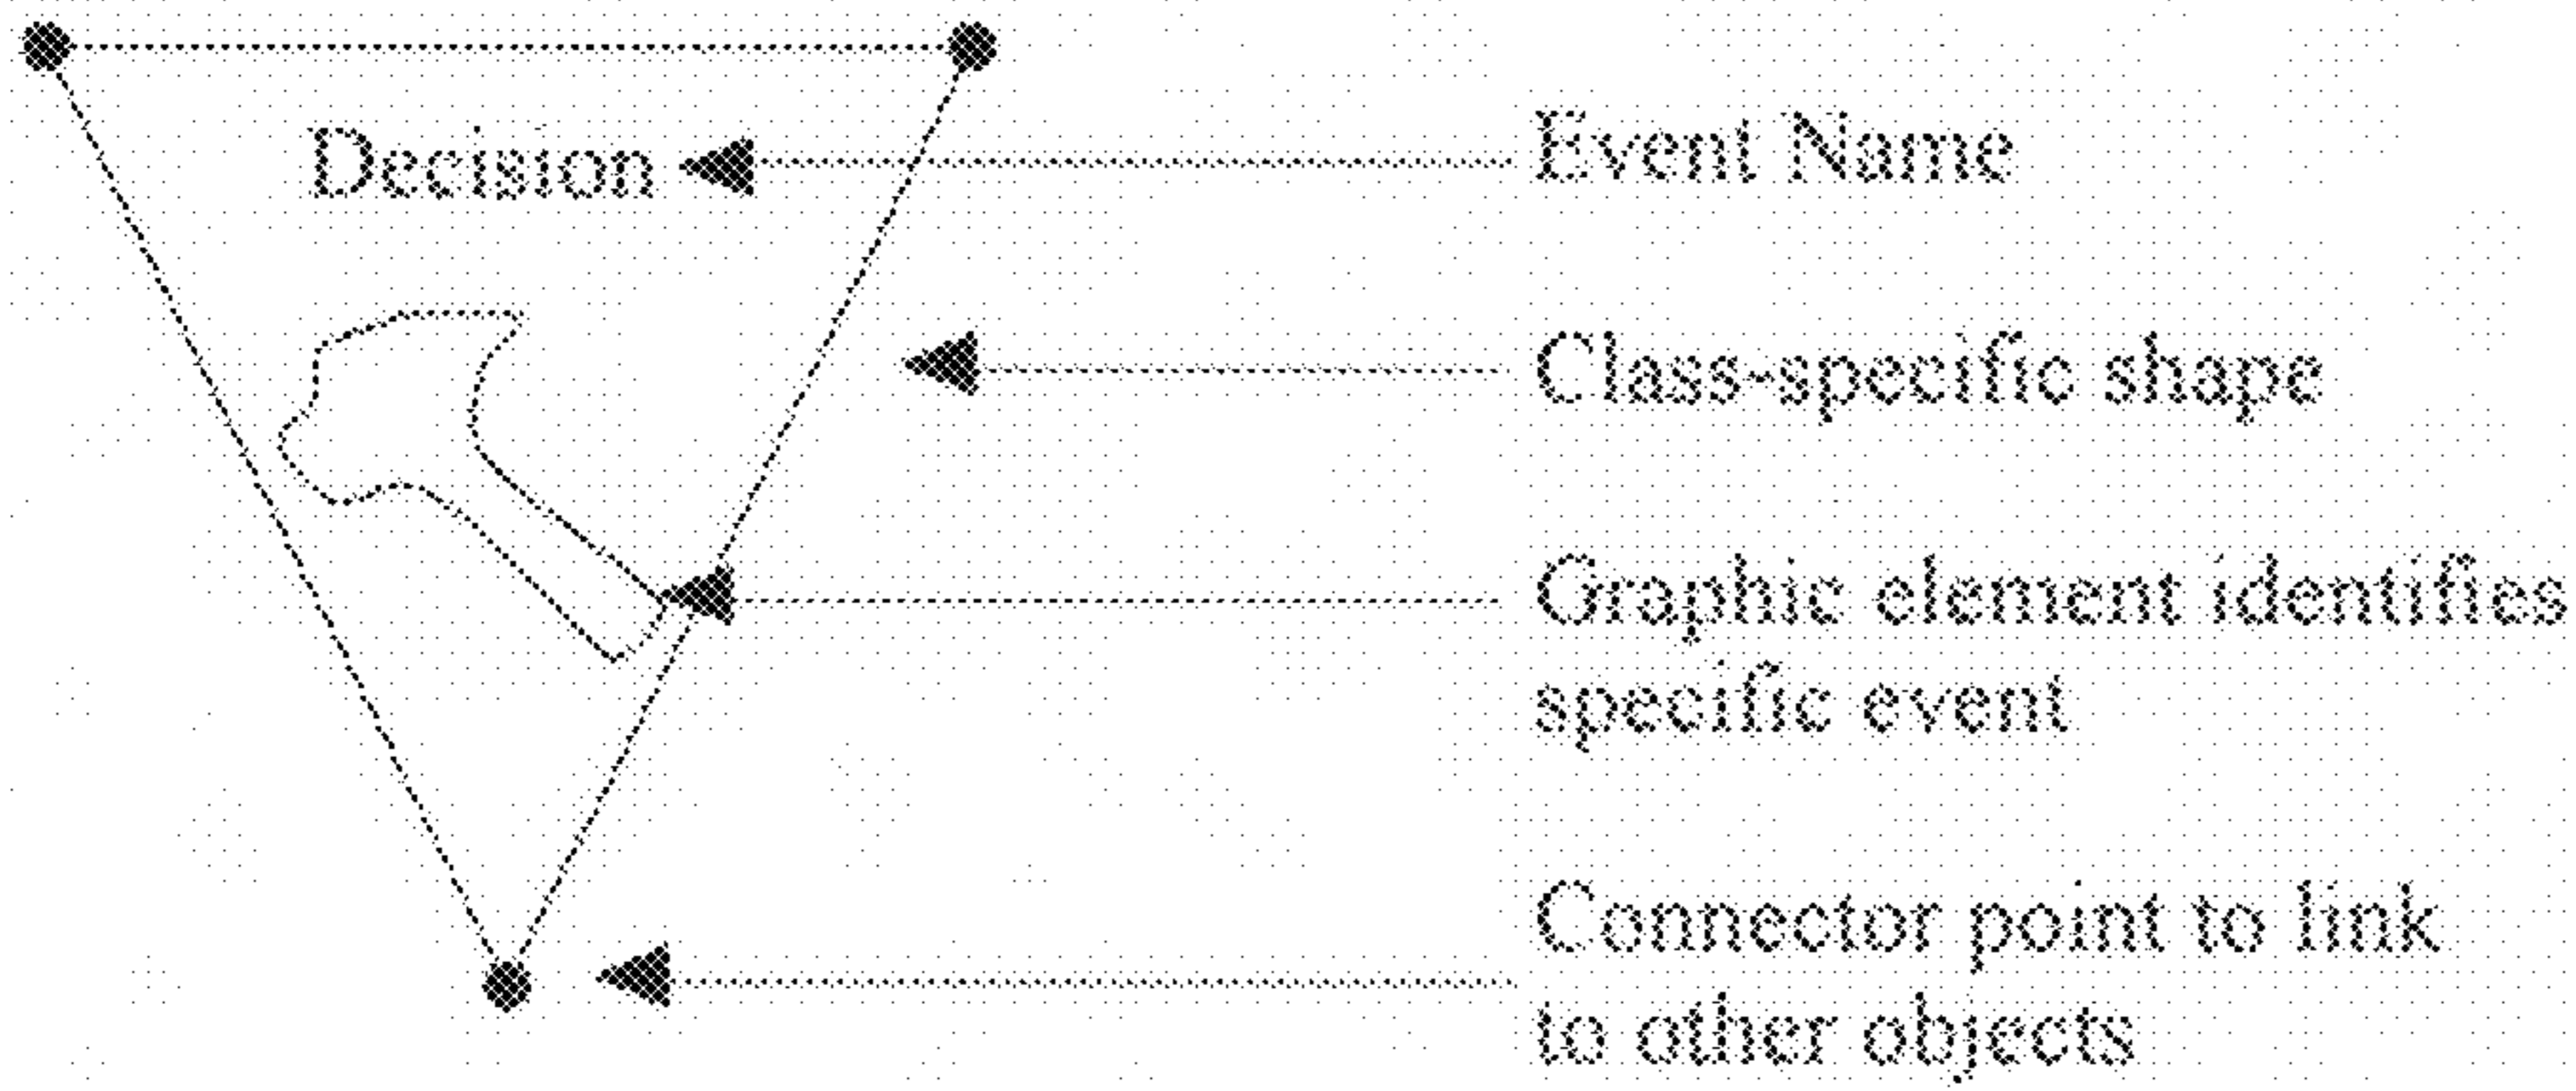 Decision
Event Name
Class-specific shape
Graphic element identifies
specific event
Connector point to link
to other objects